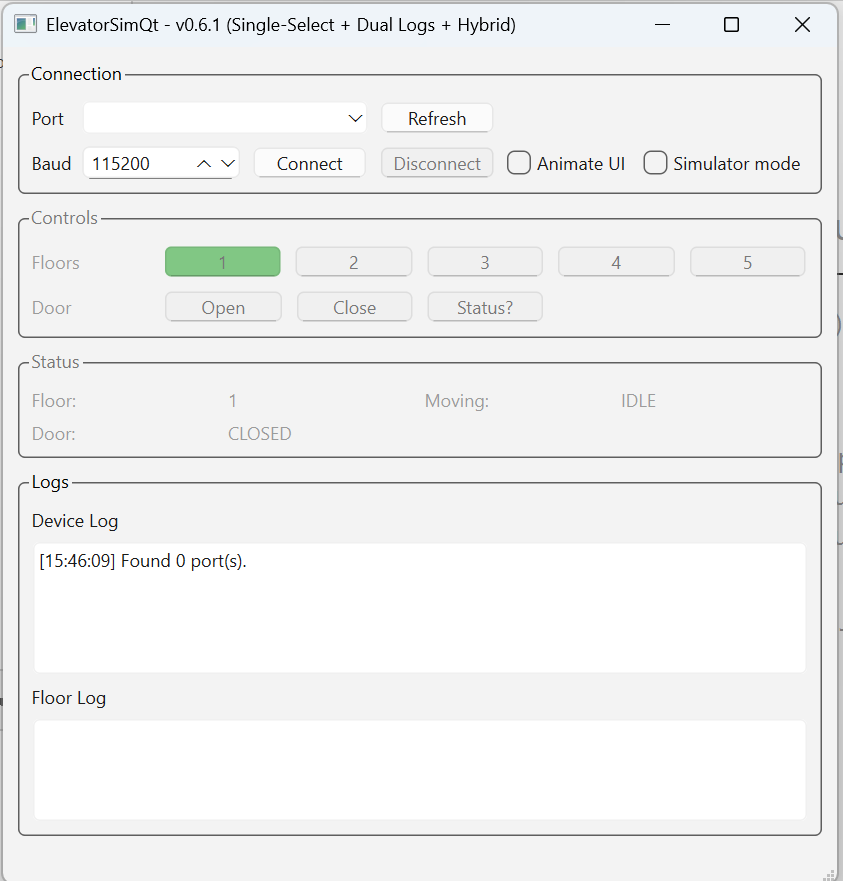 ElevatorSimQt - v0.6.1 (Single-Select + Dual Logs + Hybrid)
Connection
Port Refresh
Baud 115200 Connect Disconnect Animate UI Simulator mode
Controls
Floors 1 2 3 4 5
Door Open Close Status?
Status
Floor: 1 Moving: IDLE
Door: CLOSED
Logs
Device Log
[15:46:09] Found 0 port(s).
Floor Log